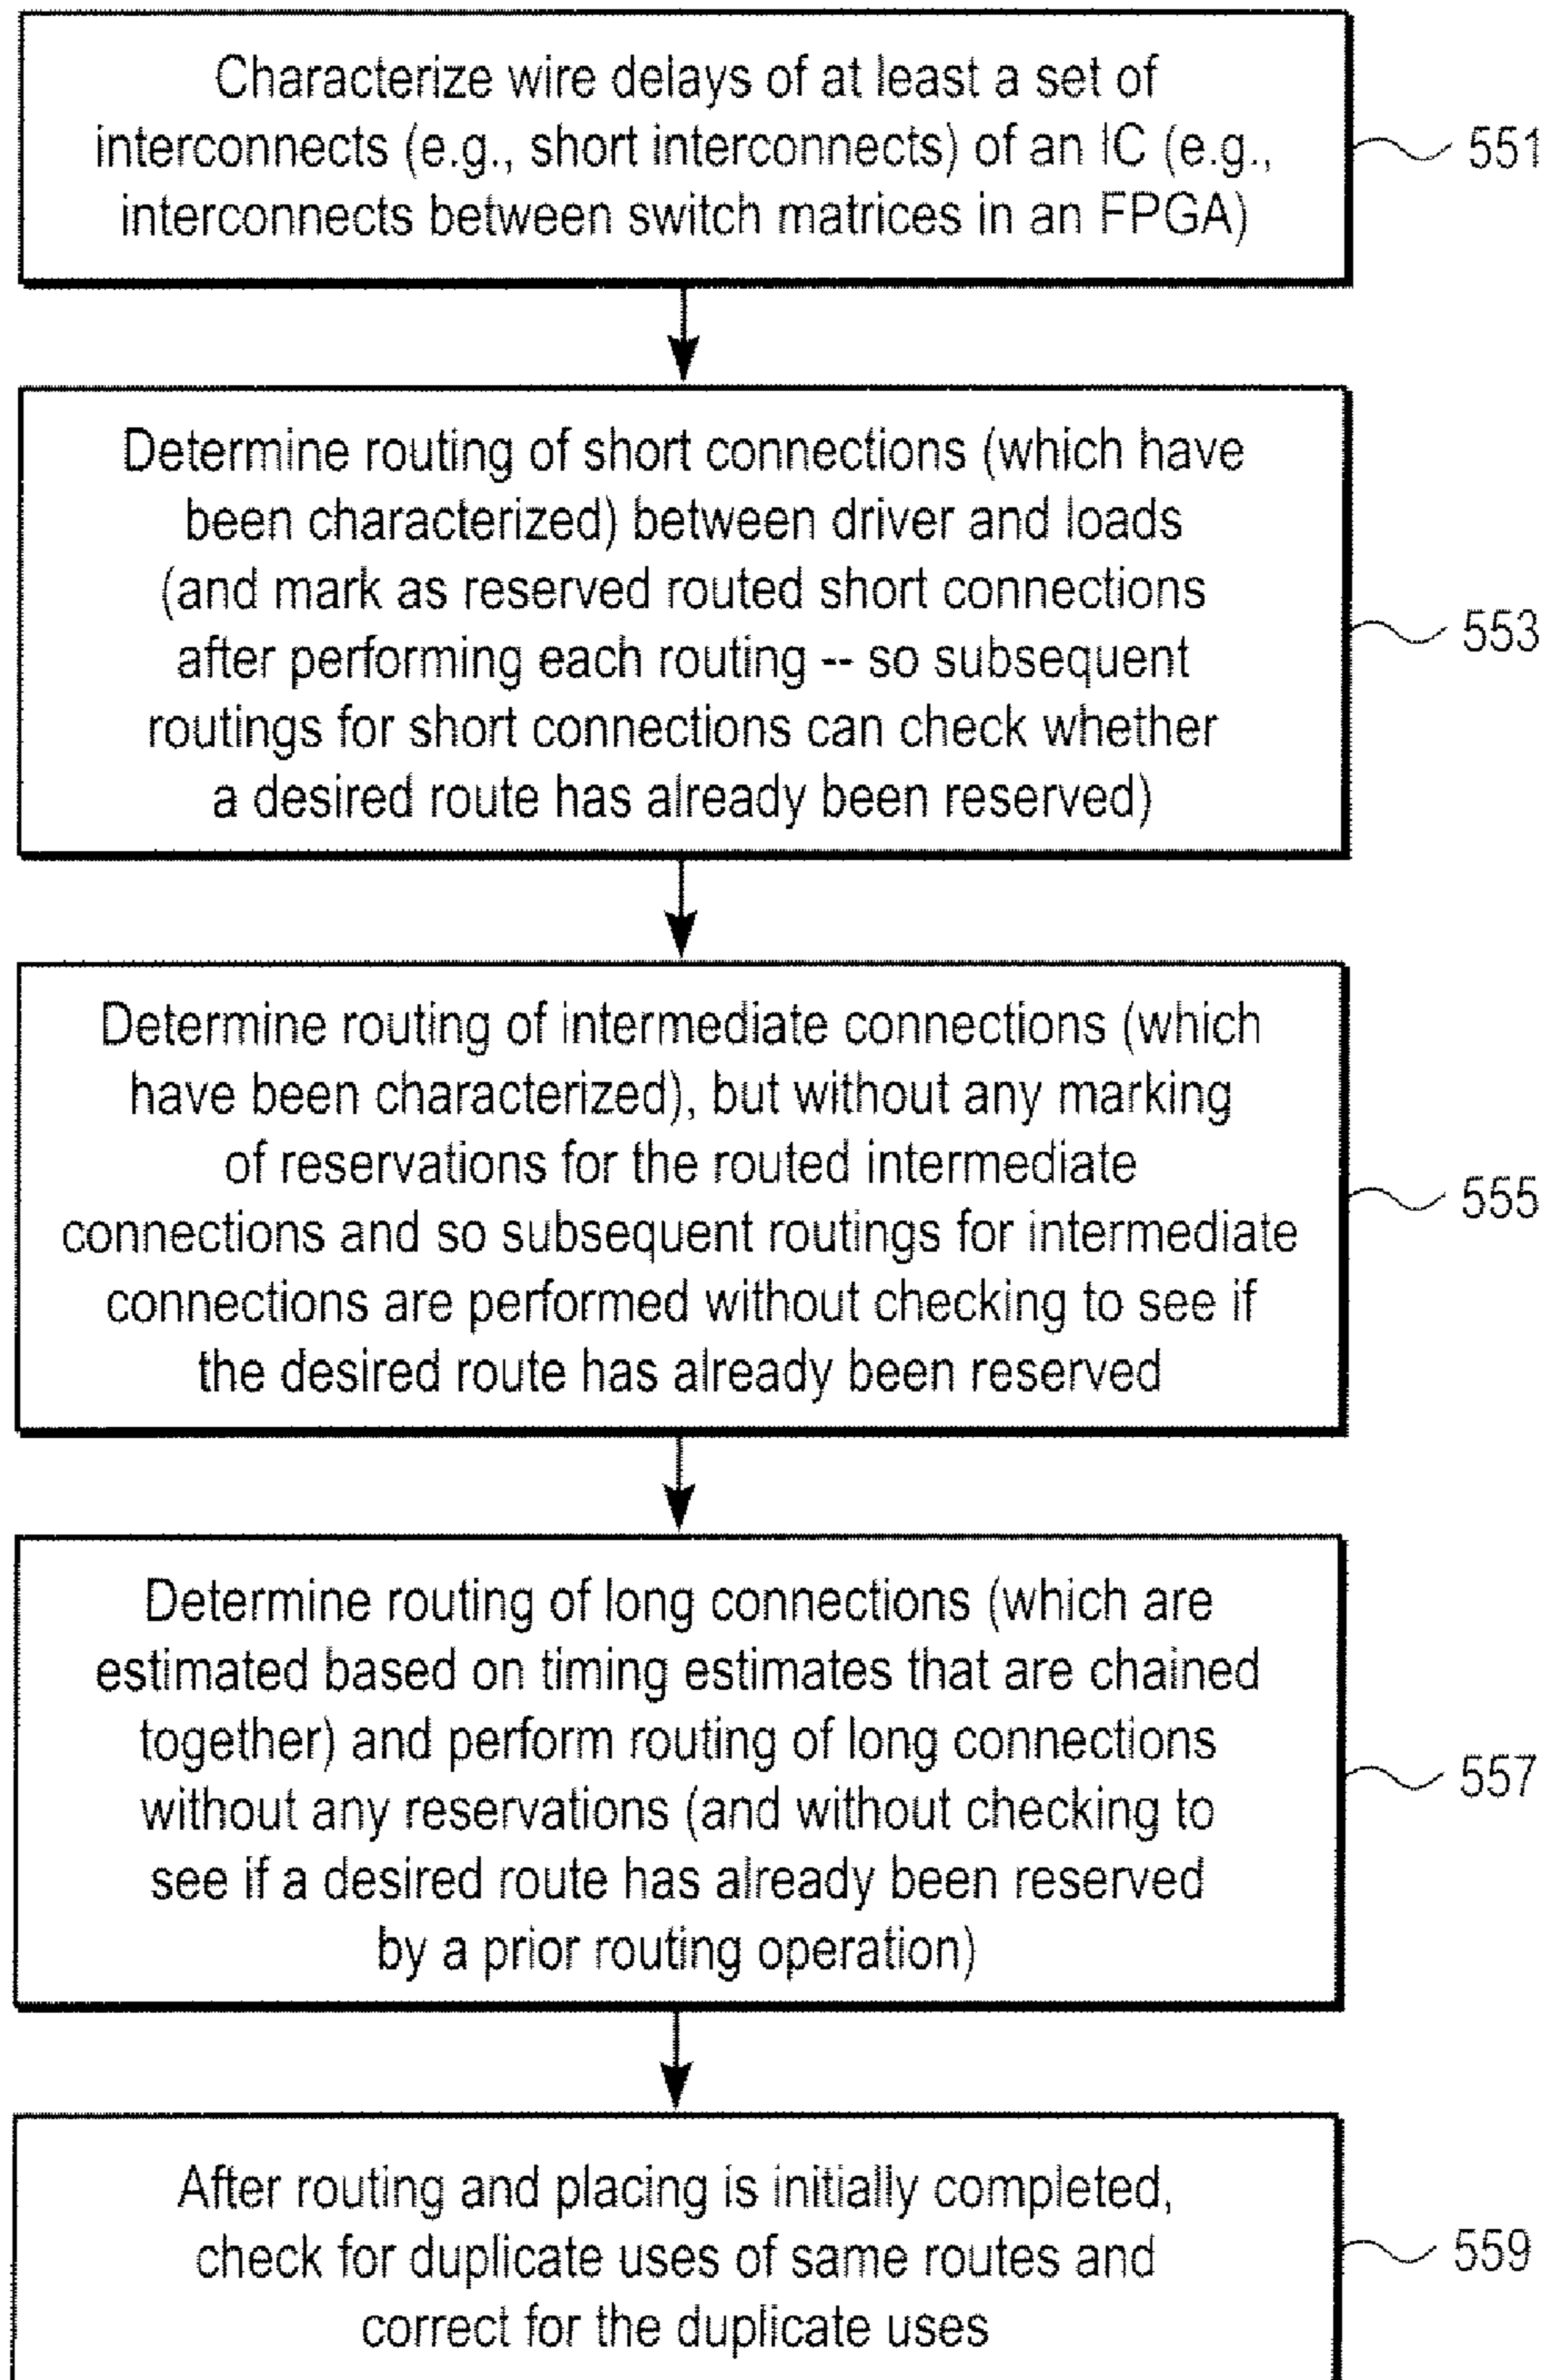 Characterize wire delays of at least a set of
interconnects (e.g., short interconnects) of an IC (e.g.,
interconnects between switch matrices in an FPGA)
551
Determine routing of short connections (which have
been characterized) between driver and loads
(and mark as reserved routed short connections
after performing each routing -- so subsequent
routings for short connections can check whether
a desired route has already been reserved)
553
Determine routing of intermediate connections (which
have been characterized), but without any marking
of reservations for the routed intermediate
connections and so subsequent routings for intermediate
connections are performed without checking to see if
the desired route has already been reserved
555
Determine routing of long connections (which are
estimated based on timing estimates that are chained
together) and perform routing of long connections
without any reservations (and without checking to
see if a desired route has already been reserved
by a prior routing operation)
557
After routing and placing is initially completed,
check for duplicate uses of same routes and
correct for the duplicate uses
559